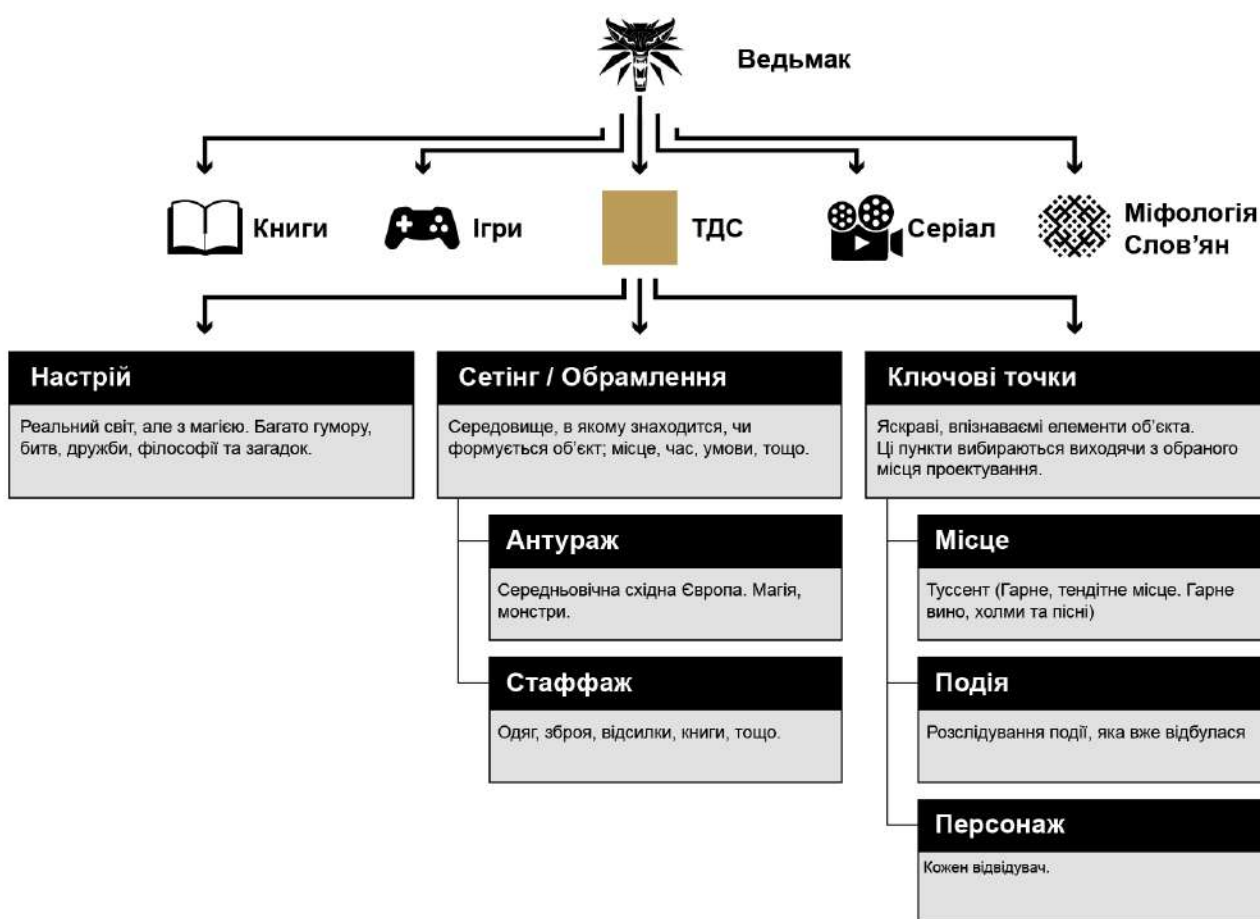 Ведьмак
Книги
Ігри
ТДС
Серіал
Міфологія
Слов’ян
Настрій
Реальний світ, але з магією. Багато гумору,
битв, дружби, філософії та загадок.
Сетінг / Обрамлення
Середовище, в якому знаходится, чи
формується об’єкт; місце, час, умови, тощо.
Антураж
Середньовічна східна Європа. Магія,
монстри.
Стаффаж
Одяг, зброя, відсилки, книги, тощо.
Ключові точки
Яскраві, впізнаваємі елементи об’єкта.
Ці пункти вибираються виходячи з обраного
місця проектування.
Місце
Туссент (Гарне, тендітне місце. Гарне
вино, холми та пісні)
Подія
Розслідування події, яка вже відбулася
Персонаж
Кожен відвідувач.